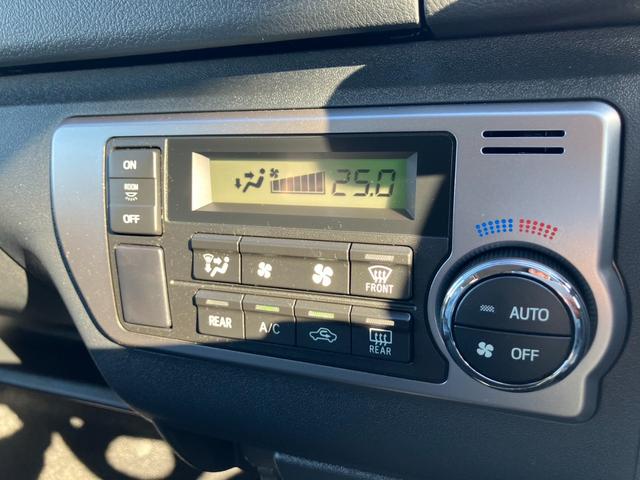 ON
ROOM
OFF
25.0
FRONT
REAR
A/C
REAR
AUTO
OFF